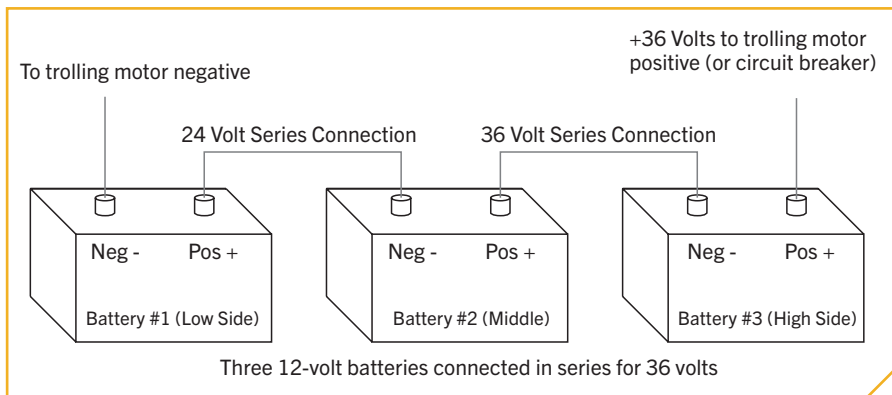 +36 Volts to trolling motor
positive (or circuit breaker)
To trolling motor negative
24 Volt Series Connection
36 Volt Series Connection
Neg - Pos +
Neg - Pos +
Neg - Pos +
Battery #1 (Low Side)
Battery #2 (Middle)
Battery #3 (High Side)
Three 12-volt batteries connected in series for 36 volts